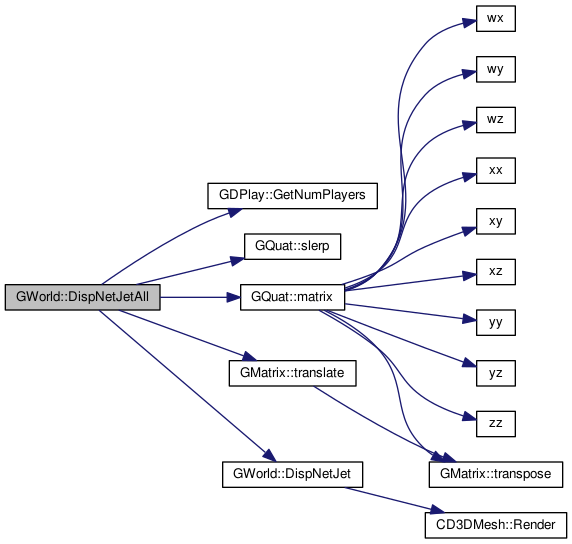 wx
wy
wz
xx
GDPlay::GetNumPlayers
xy
GQuat::slerp
xz
GWorld::DispNetJetAll
GQuat::matrix
yy
GMatrix::translate
yz
zz
GWorld::DispNetJet
GMatrix::transpose
CD3DMesh::Render